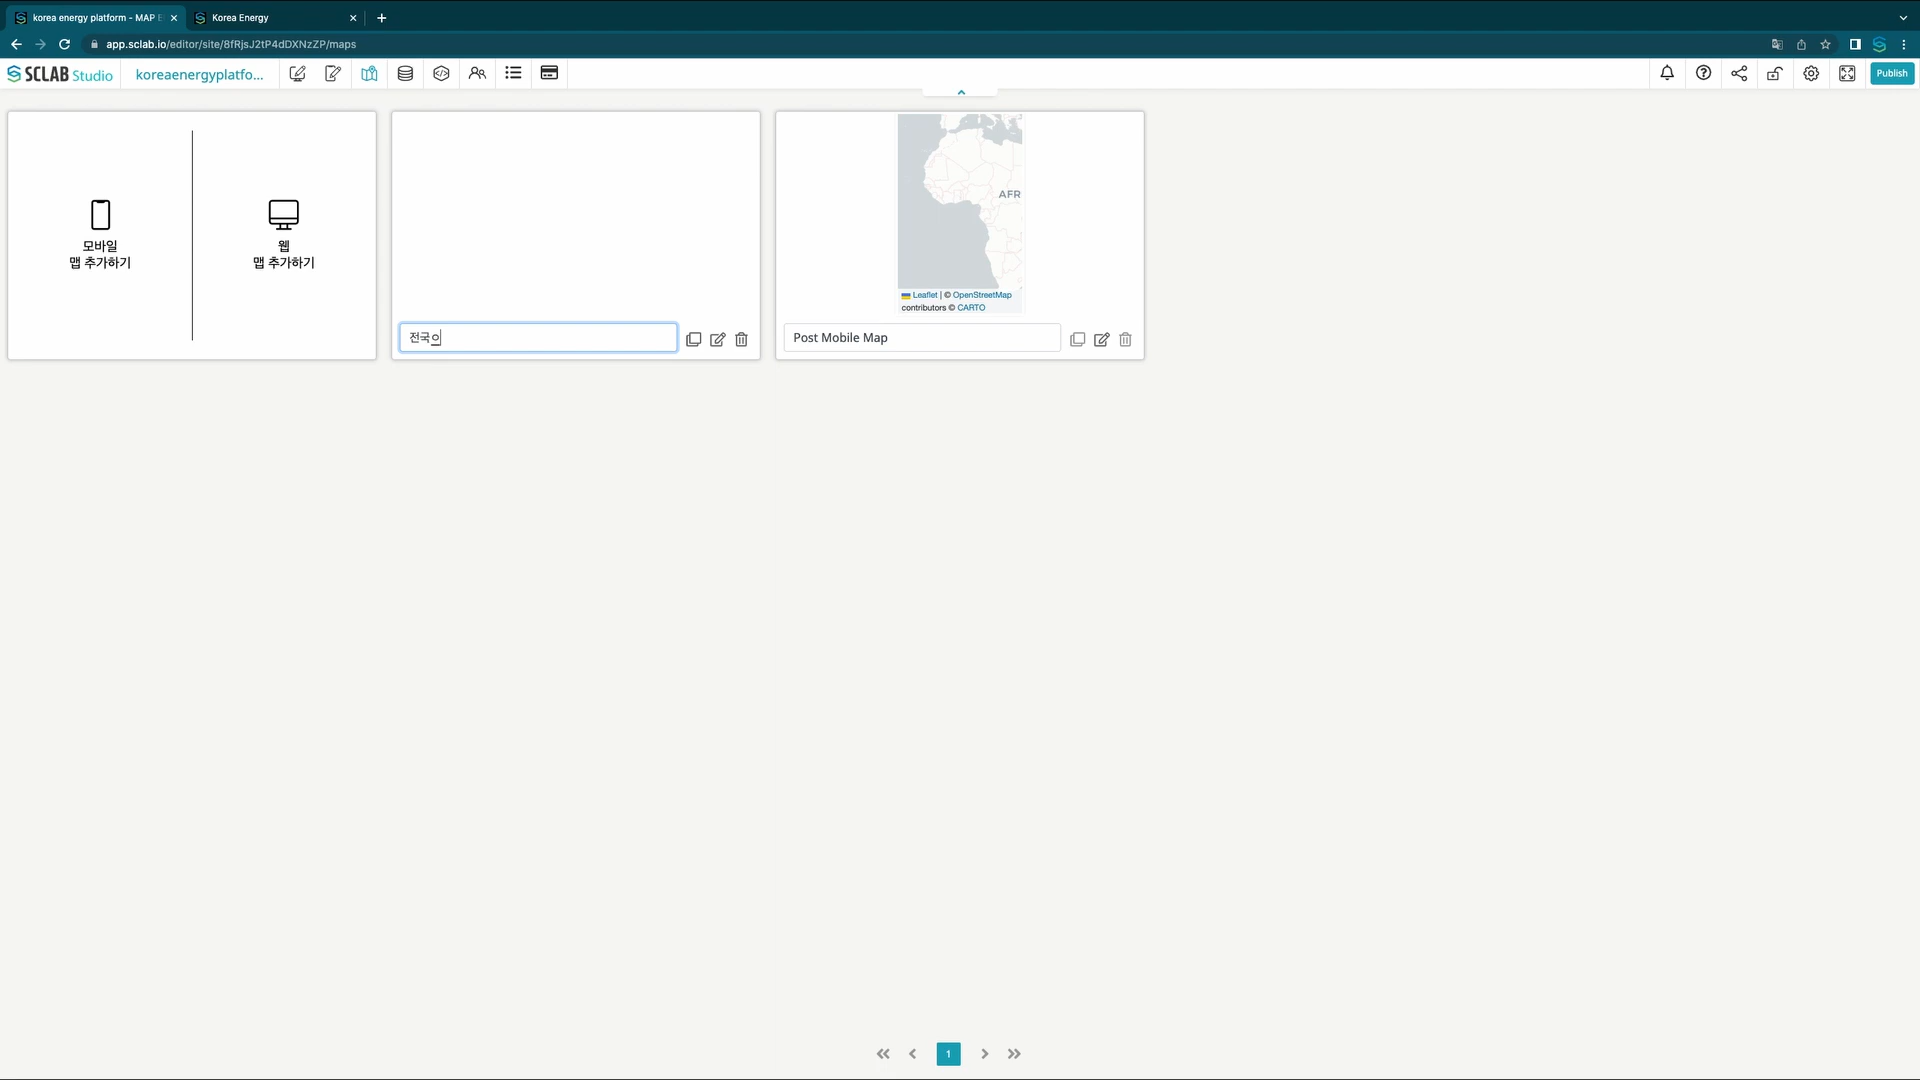 korea energy platform - MAP E
Korea Energy
app.sclab.io/editor/site/8fRjsJ2tP4dDXNzZP/maps
SCLAB Studio
koreaenergyplatfo...
Publish
모바일
맵 추가하기
웹
맵 추가하기
전국ㅇ
AFR
Leaflet | © OpenStreetMap
contributors © CARTO
Post Mobile Map
1